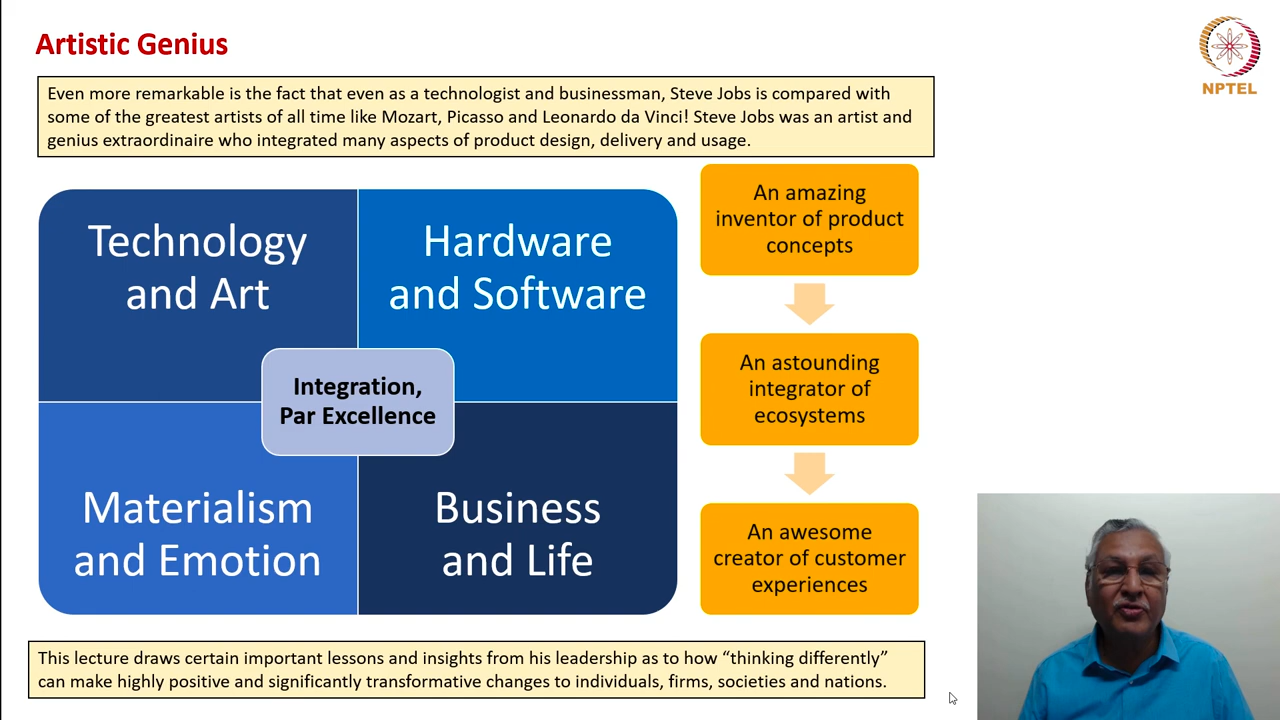 Artistic Genius
NPTEL
Even more remarkable is the fact that even as a technologist and businessman, Steve Jobs is compared with
some of the greatest artists of all time like Mozart, Picasso and Leonardo da Vinci! Steve Jobs was an artist and
genius extraordinaire who integrated many aspects of product design, delivery and usage.
Technology
and Art
Hardware
and Software
Integration,
Par Excellence
Materialism
and Emotion
Business
and Life
An amazing
inventor of product
concepts
An astounding
integrator of
ecosystems
An awesome
creator of customer
experiences
This lecture draws certain important lessons and insights from his leadership as to how “thinking differently”
can make highly positive and significantly transformative changes to individuals, firms, societies and nations.